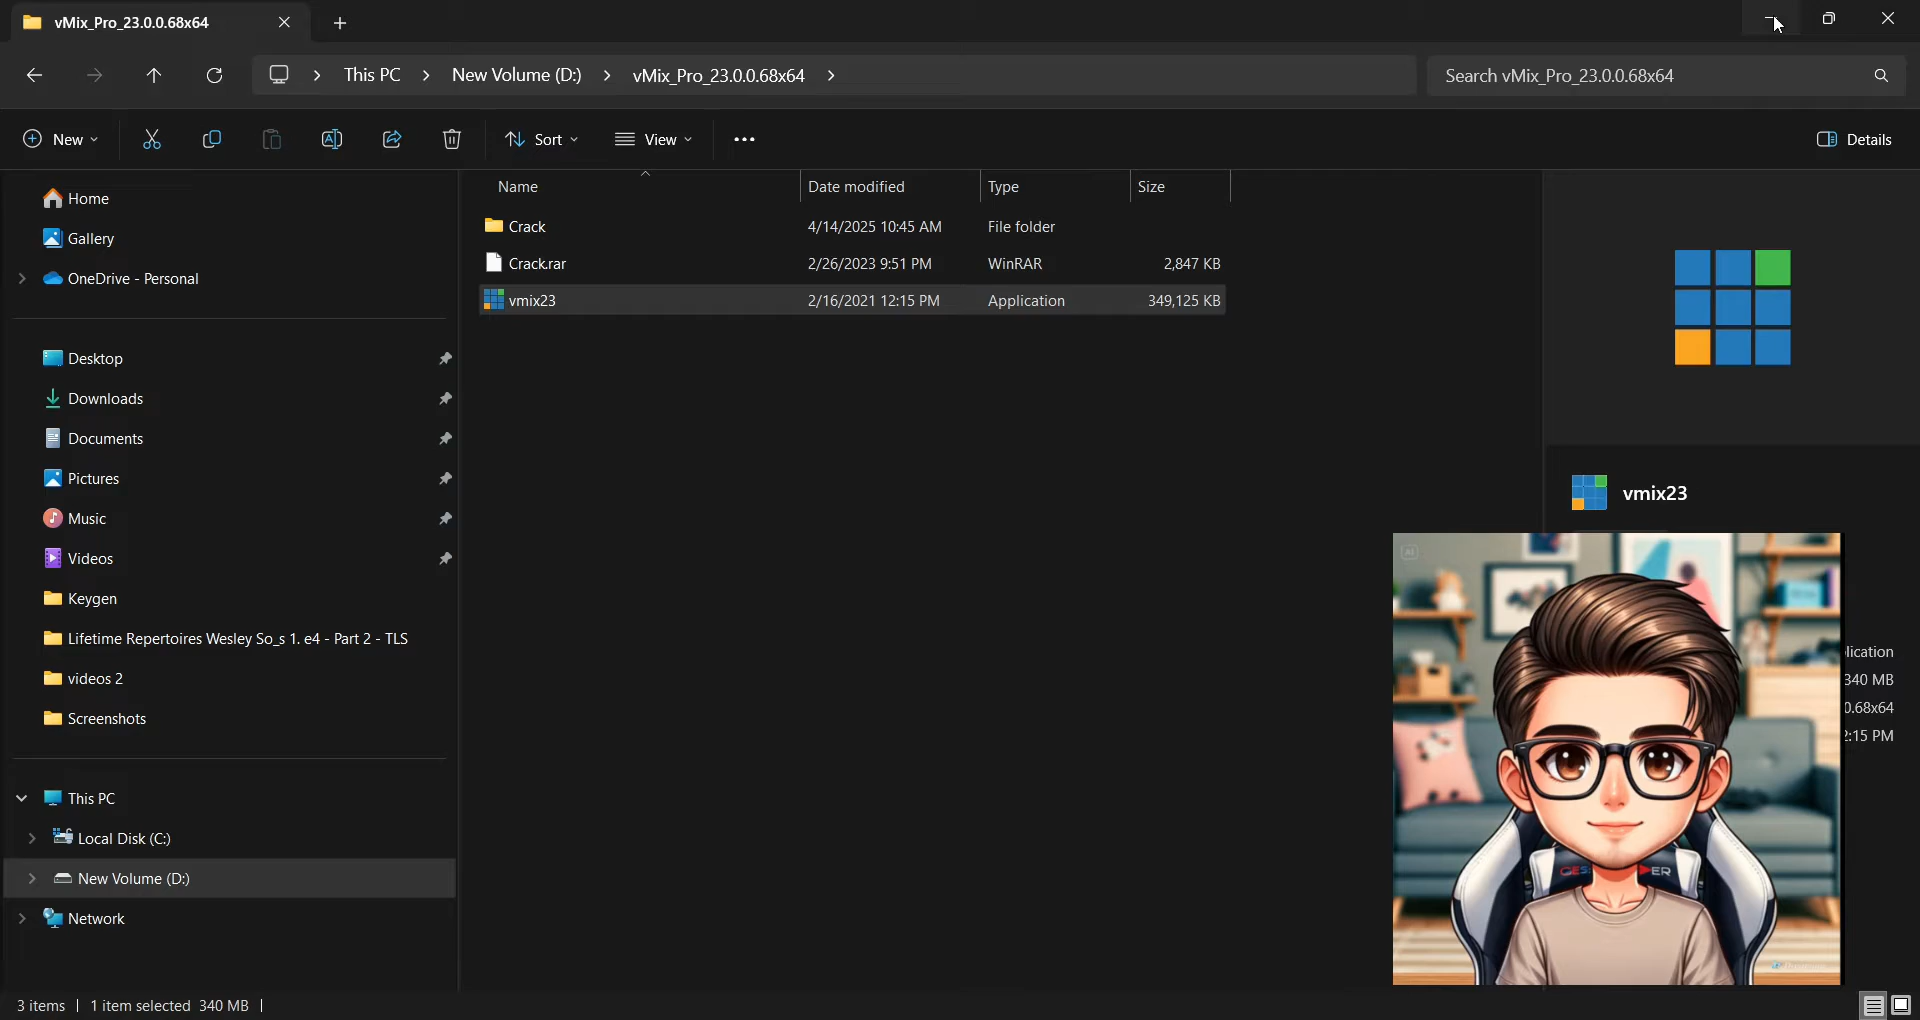 vMix_Pro_23.0.0.68x64
This PC > New Volume (D:) > vMix_Pro_23.0.0.68x64 >
Search vMix_Pro_23.0.0.68x64
New
Sort
View
Details
Name Date modified Type Size
Crack 4/14/2025 10:45 AM File folder
Crack.rar 2/26/2023 9:51 PM WinRAR 2,847 KB
vmix23 2/16/2021 12:15 PM Application 349,125 KB
Home
Gallery
OneDrive - Personal
Desktop
Downloads
Documents
Pictures
Music
Videos
Keygen
Lifetime Repertoires Wesley So_s 1. e4 - Part 2 - TLS
videos 2
Screenshots
This PC
Local Disk (C:)
New Volume (D:)
Network
vmix23
AI
lication
340 MB
0.68x64
2:15 PM
3 items
1 item selected 340 MB